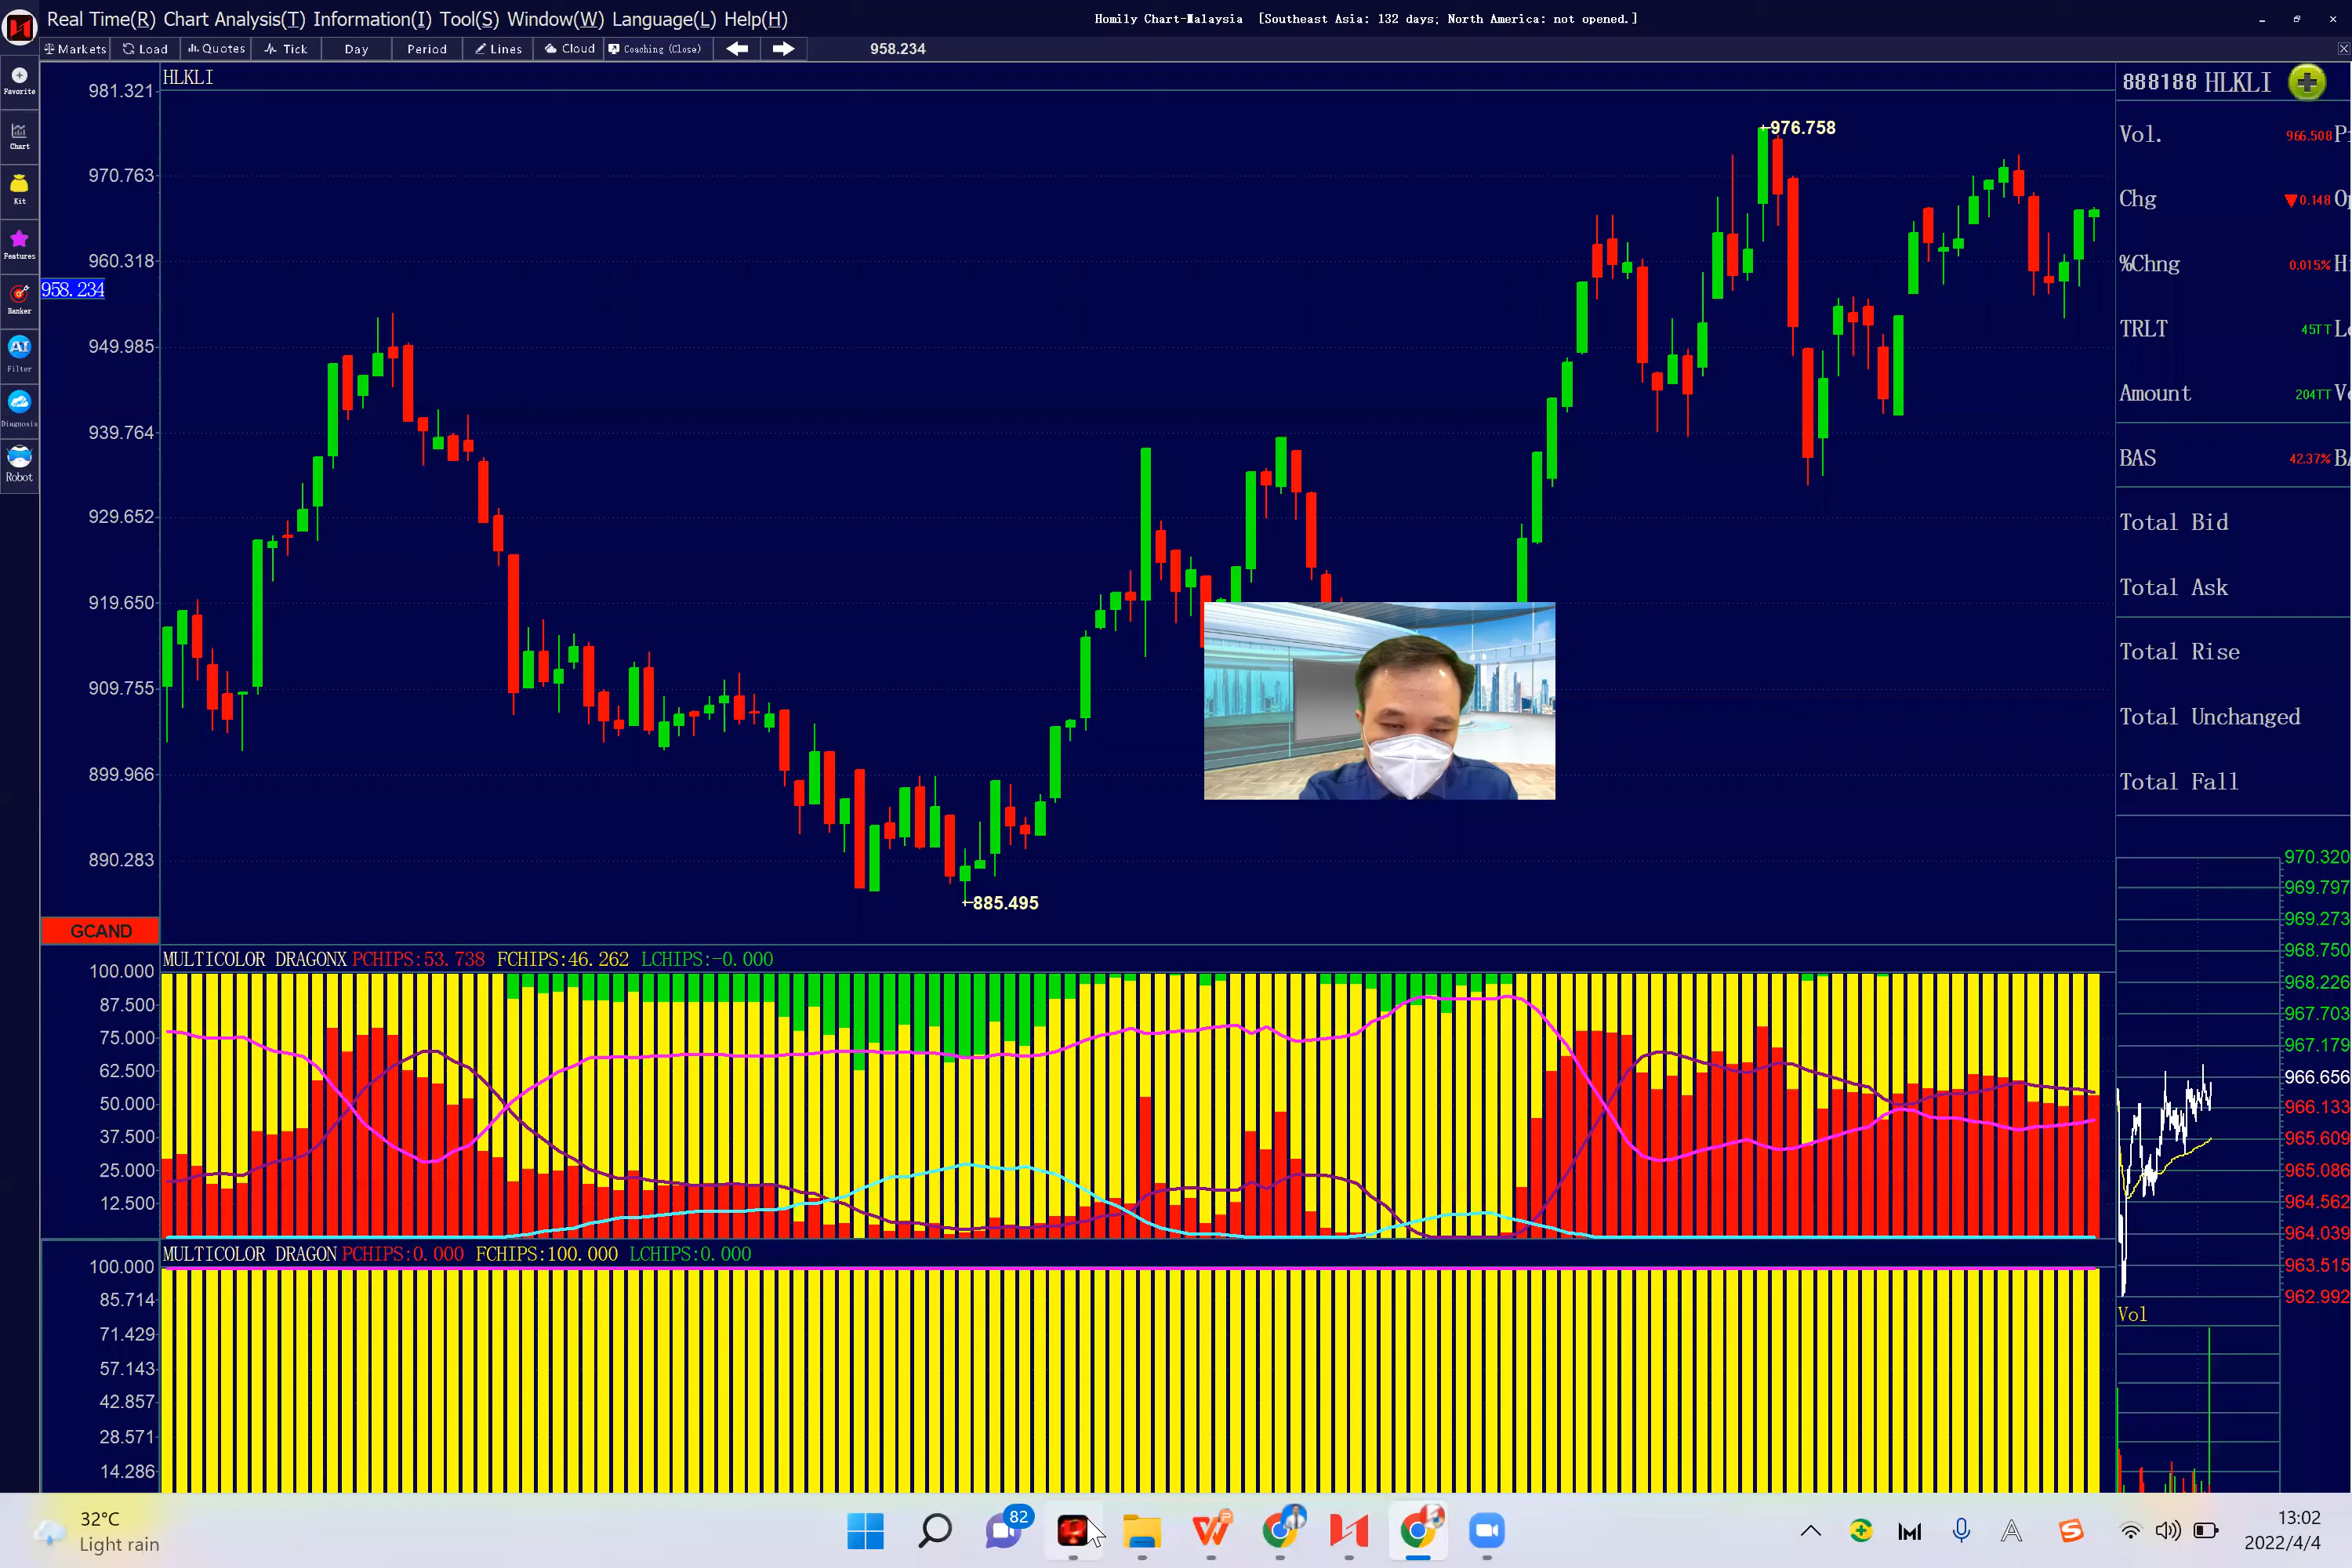 Real Time(R) Chart Analysis(T) Information(I) Tool(S) Window(W) Language(L) Help(H)
Homily Chart-Malaysia [Southeast Asia: 132 days; North America: not opened.]
Markets Load Quotes Tick Day Period Lines Cloud Coaching (Close) 958.234
Favorite
Chart
Kit
Features
Banker
AI
Filter
Diagnosis
Robot
HLKLI
981.321
970.763
960.318
958.234
949.985
939.764
929.652
919.650
909.755
899.966
890.283
976.758
885.495
GCAND
MULTICOLOR DRAGONX PCHIPS:53.738 FCHIPS:46.262 LCHIPS:-0.000
100.000
87.500
75.000
62.500
50.000
37.500
25.000
12.500
MULTICOLOR DRAGON PCHIPS:0.000 FCHIPS:100.000 LCHIPS:0.000
100.000
85.714
71.429
57.143
42.857
28.571
14.286
888188 HLKLI
Vol. 966.508
Chg ▼0.148
%Chng 0.015%
TRLT 45TT
Amount 204TT
BAS 42.37%
Total Bid
Total Ask
Total Rise
Total Unchanged
Total Fall
970.320
969.797
969.273
968.750
968.226
967.703
967.179
966.656
966.133
965.609
965.086
964.562
964.039
963.515
962.992
Vol
32°C
Light rain
82
13:02
2022/4/4